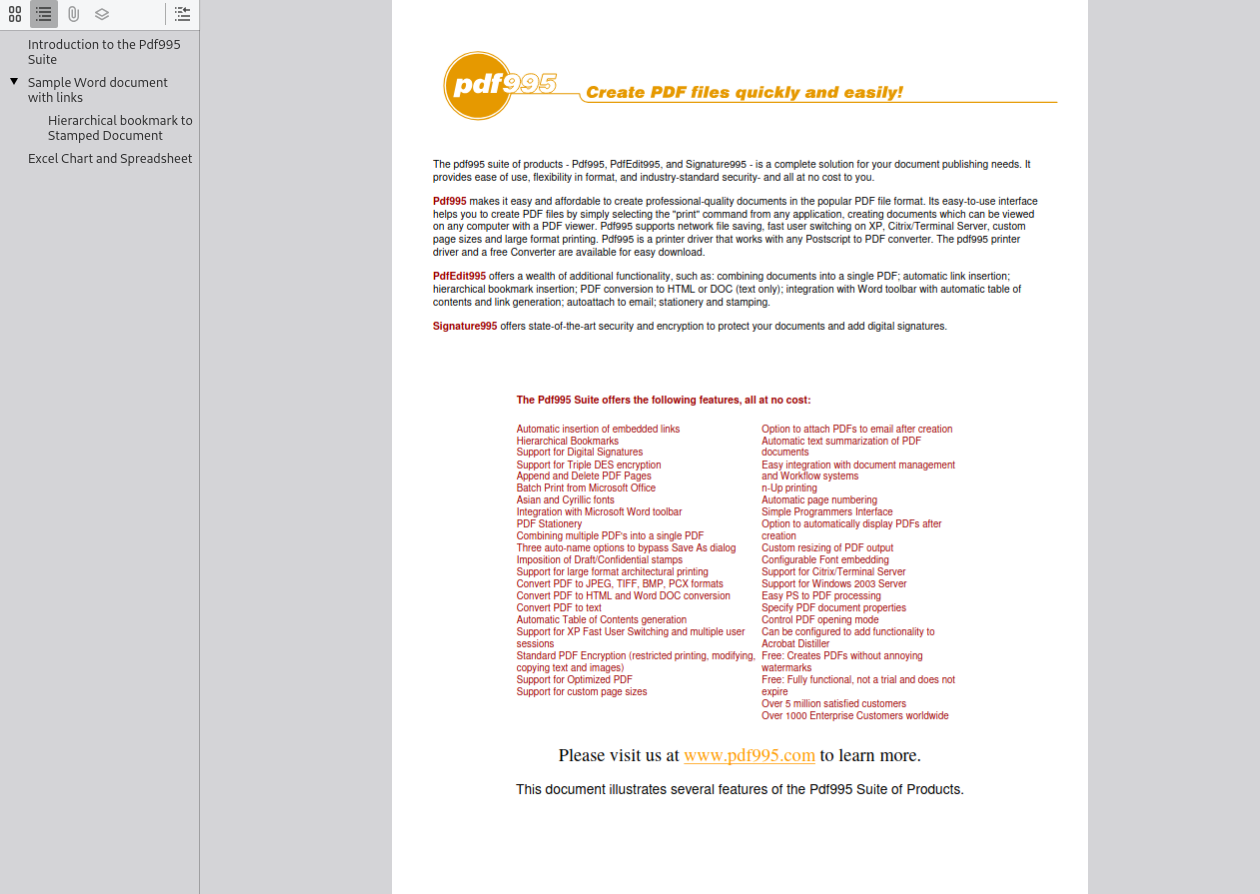 Introduction to the Pdf995
Suite
Sample Word document
with links
Hierarchical bookmark to
Stamped Document
Excel Chart and Spreadsheet
pdf995
Create PDF files quickly and easily!
The pdf995 suite of products - Pdf995, PdfEdit995, and Signature995 - is a complete solution for your document publishing needs. It
provides ease of use, flexibility in format, and industry-standard security- and all at no cost to you.
Pdf995 makes it easy and affordable to create professional-quality documents in the popular PDF file format. Its easy-to-use interface
helps you to create PDF files by simply selecting the "print" command from any application, creating documents which can be viewed
on any computer with a PDF viewer. Pdf995 supports network file saving, fast user switching on XP, Citrix/Terminal Server, custom
page sizes and large format printing. Pdf995 is a printer driver that works with any Postscript to PDF converter. The pdf995 printer
driver and a free Converter are available for easy download.
PdfEdit995 offers a wealth of additional functionality, such as: combining documents into a single PDF; automatic link insertion;
hierarchical bookmark insertion; PDF conversion to HTML or DOC (text only); integration with Word toolbar with automatic table of
contents and link generation; autoattach to email; stationery and stamping.
Signature995 offers state-of-the-art security and encryption to protect your documents and add digital signatures.
The Pdf995 Suite offers the following features, all at no cost:
Automatic insertion of embedded links
Hierarchical Bookmarks
Support for Digital Signatures
Support for Triple DES encryption
Append and Delete PDF Pages
Batch Print from Microsoft Office
Asian and Cyrillic fonts
Integration with Microsoft Word toolbar
PDF Stationery
Combining multiple PDF's into a single PDF
Three auto-name options to bypass Save As dialog
Imposition of Draft/Confidential stamps
Support for large format architectural printing
Convert PDF to JPEG, TIFF, BMP, PCX formats
Convert PDF to HTML and Word DOC conversion
Convert PDF to text
Automatic Table of Contents generation
Support for XP Fast User Switching and multiple user
sessions
Standard PDF Encryption (restricted printing, modifying,
copying text and images)
Support for Optimized PDF
Support for custom page sizes
Option to attach PDFs to email after creation
Automatic text summarization of PDF
documents
Easy integration with document management
and Workflow systems
n-Up printing
Automatic page numbering
Simple Programmers Interface
Option to automatically display PDFs after
creation
Custom resizing of PDF output
Configurable Font embedding
Support for Citrix/Terminal Server
Support for Windows 2003 Server
Easy PS to PDF processing
Specify PDF document properties
Control PDF opening mode
Can be configured to add functionality to
Acrobat Distiller
Free: Creates PDFs without annoying
watermarks
Free: Fully functional, not a trial and does not
expire
Over 5 million satisfied customers
Over 1000 Enterprise Customers worldwide
Please visit us at www.pdf995.com to learn more.
This document illustrates several features of the Pdf995 Suite of Products.